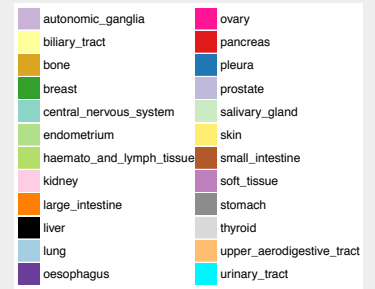 autonomic_ganglia
biliary_tract
bone
breast
central_nervous_system
endometrium
haemato_and_lymph_tissue
kidney
large_intestine
liver
lung
oesophagus
ovary
pancreas
pleura
prostate
salivary_gland
skin
small_intestine
soft_tissue
stomach
thyroid
upper_aerodigestive_tract
urinary_tract